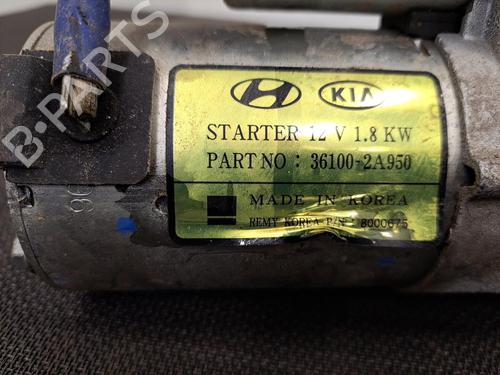 KIA
STARTER 12 V 1.8 KW
PART NO : 36100-2A950
MADE IN KOREA
REMY KOREA P/N : 8000675
B-PARTS